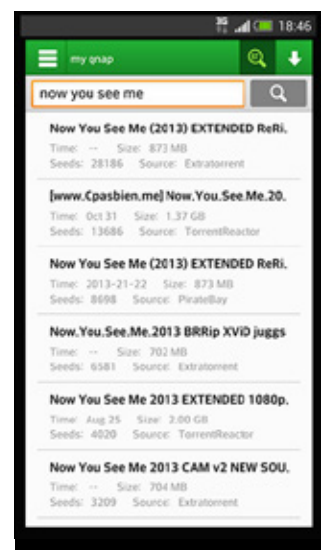 3G 18:46
my qnap
now you see me
Now You See Me (2013) EXTENDED ReRi.
Time: -- Size: 873 MB
Seeds: 28186 Source: Extratorrent
[www.Cpasbien.me] Now.You.See.Me.20.
Time: Oct 31 Size: 1.37 GB
Seeds: 13686 Source: TorrentReactor
Now You See Me (2013) EXTENDED ReRi.
Time: 2013-21-22 Size: 873 MB
Seeds: 8698 Source: PirateBay
Now.You.See.Me.2013 BRRip XViD juggs
Time: -- Size: 702 MB
Seeds: 6581 Source: Extratorrent
Now You See Me 2013 EXTENDED 1080p.
Time: Aug 25 Size: 2.00 GB
Seeds: 4020 Source: TorrentReactor
Now You See Me 2013 CAM v2 NEW SOU.
Time: -- Size: 704 MB
Seeds: 3209 Source: Extratorrent